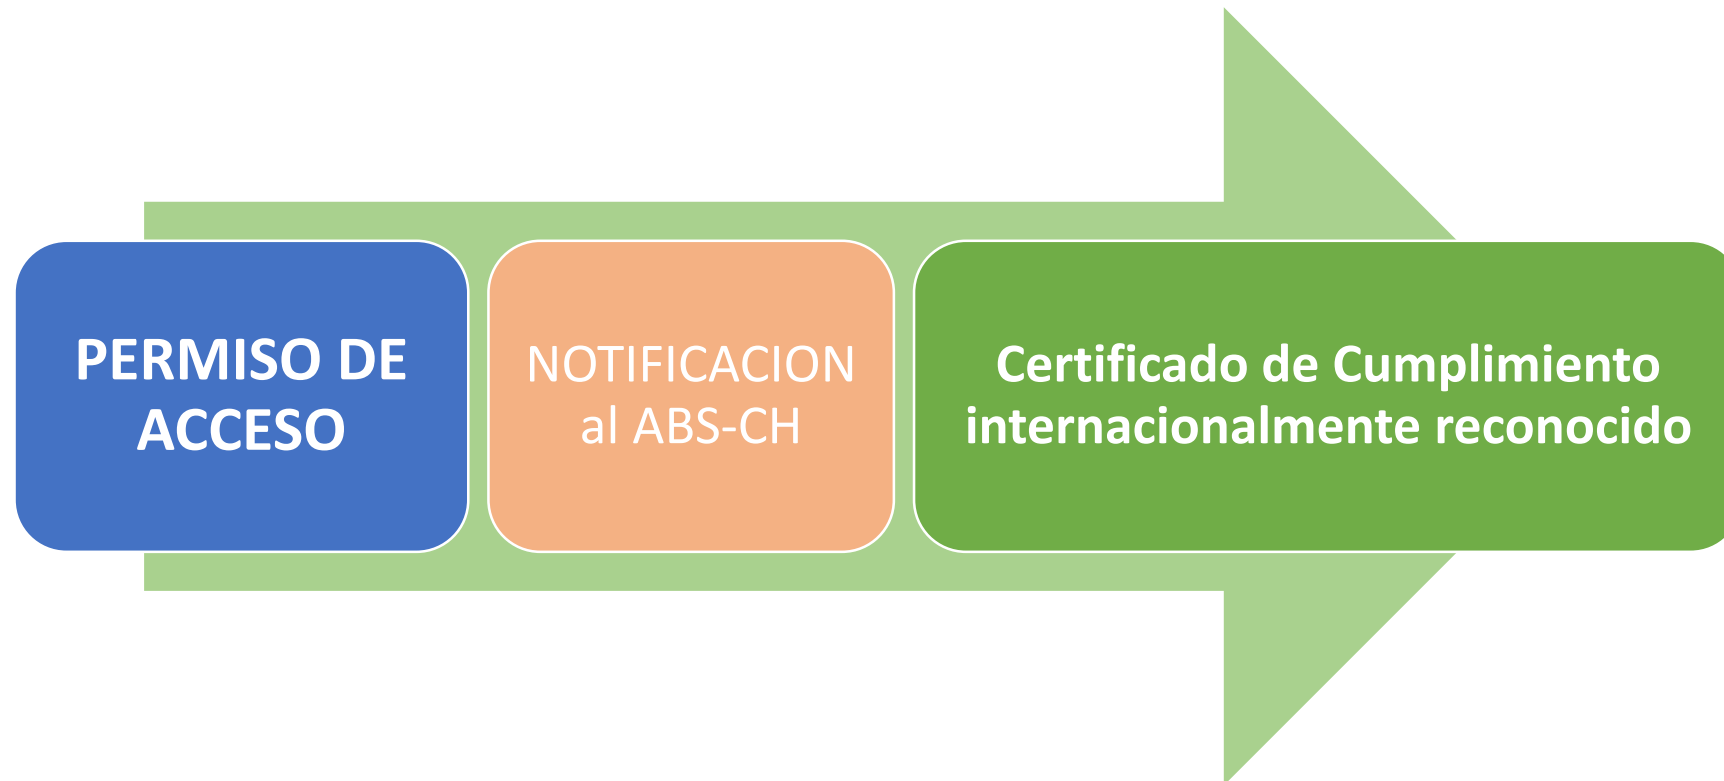 PERMISO DE
ACCESO
NOTIFICACION
al ABS-CH
Certificado de Cumplimiento
internacionalmente reconocido